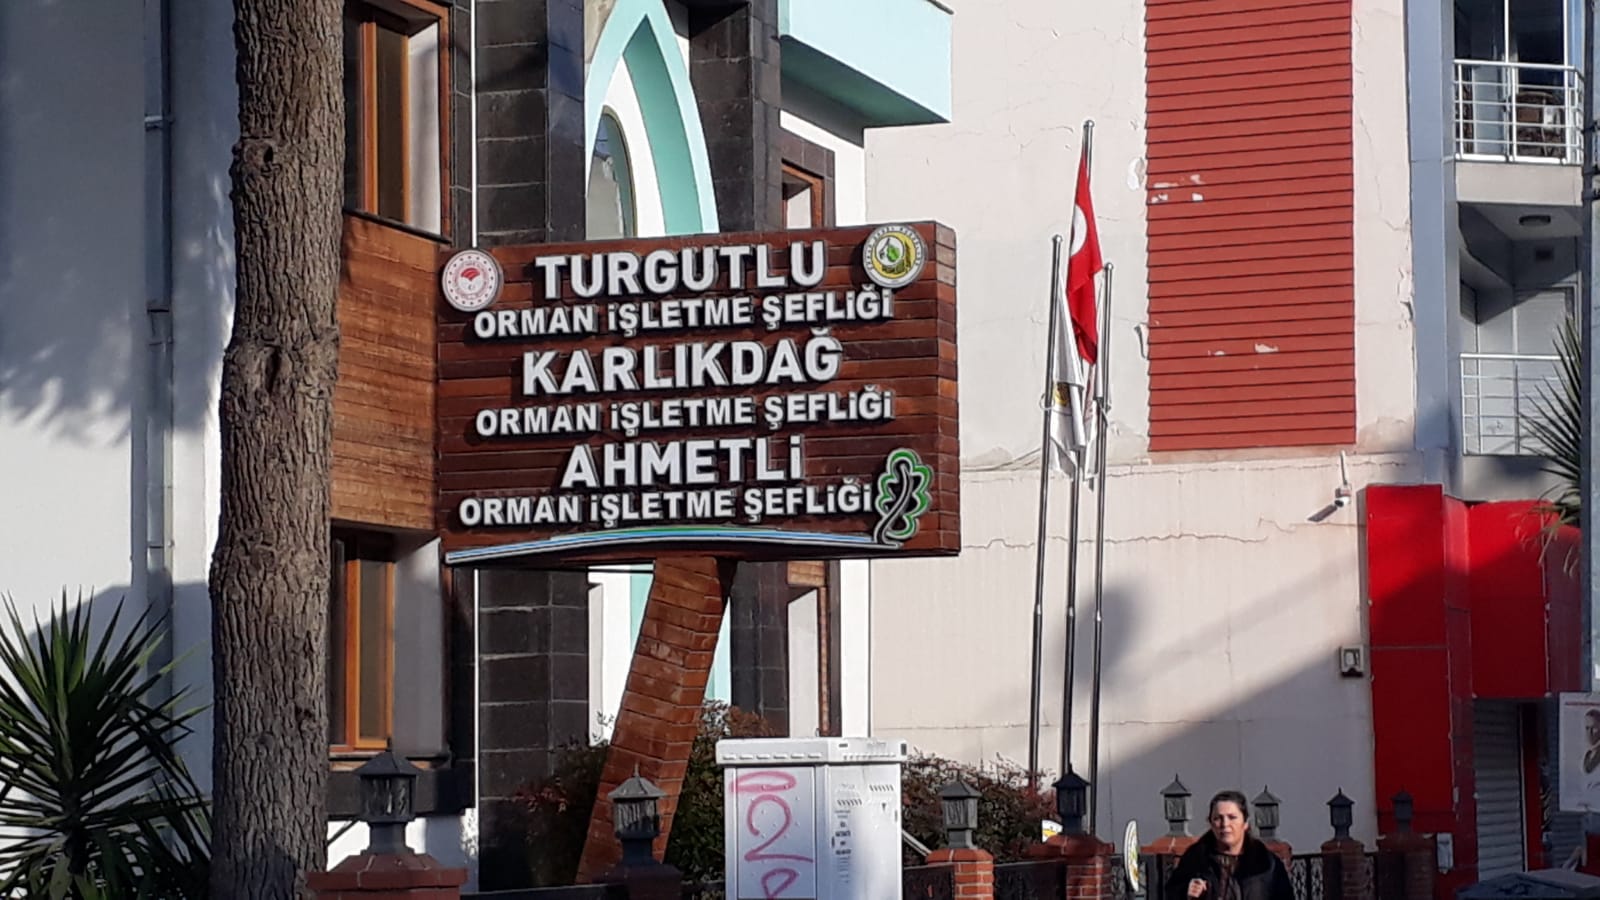 TURGUTLU
ORMAN İŞLETME ŞEFLİĞİ
KARLIKDAĞ
ORMAN İŞLETME ŞEFLİĞİ
AHMETLİ
ORMAN İŞLETME ŞEFLİĞİ